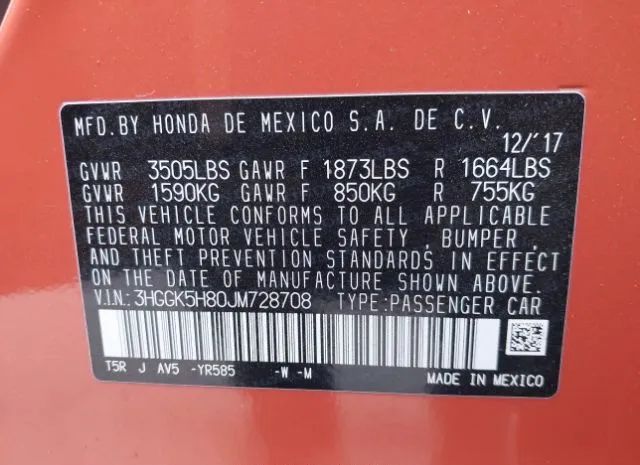 MFD.BY HONDA DE MEXICO S.A. DE C.V.
12/'17
GVWR 3505LBS GAWR F 1873LBS R 1664LBS
GVWR 1590KG GAWR F 850KG R 755KG
THIS VEHICLE CONFORMS TO ALL APPLICABLE
FEDERAL MOTOR VEHICLE SAFETY , BUMPER ,
AND THEFT PREVENTION STANDARDS IN EFFECT
ON THE DATE OF MANUFACTURE SHOWN ABOVE.
V.I.N.: 3HGGK5H80JM728708 TYPE:PASSENGER CAR
T5R J AV5 -YR585 -W -M MADE IN MEXICO